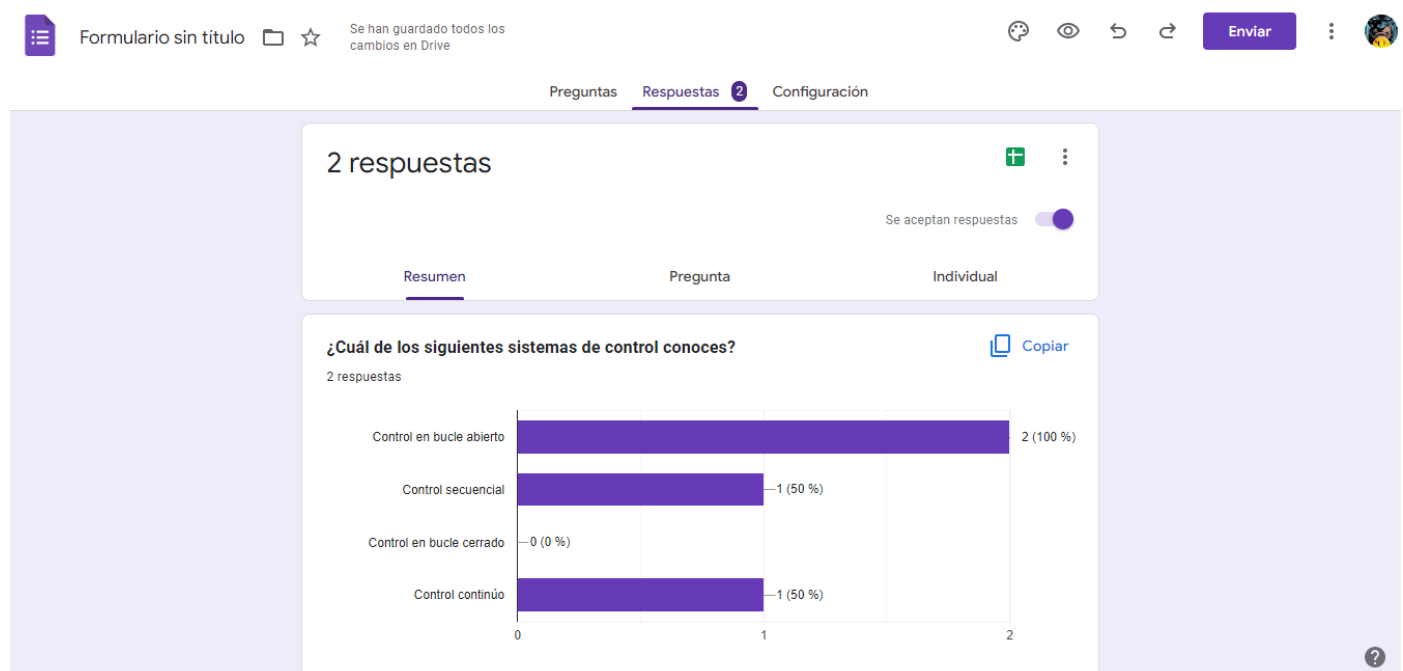 Formulario sin título
Se han guardado todos los
cambios en Drive
Enviar
Preguntas Respuestas 2 Configuración
2 respuestas
Se aceptan respuestas
Resumen Pregunta Individual
¿Cuál de los siguientes sistemas de control conoces?
Copiar
2 respuestas
Control en bucle abierto 2 (100 %)
Control secuencial 1 (50 %)
Control en bucle cerrado 0 (0 %)
Control continúo 1 (50 %)
0 1 2